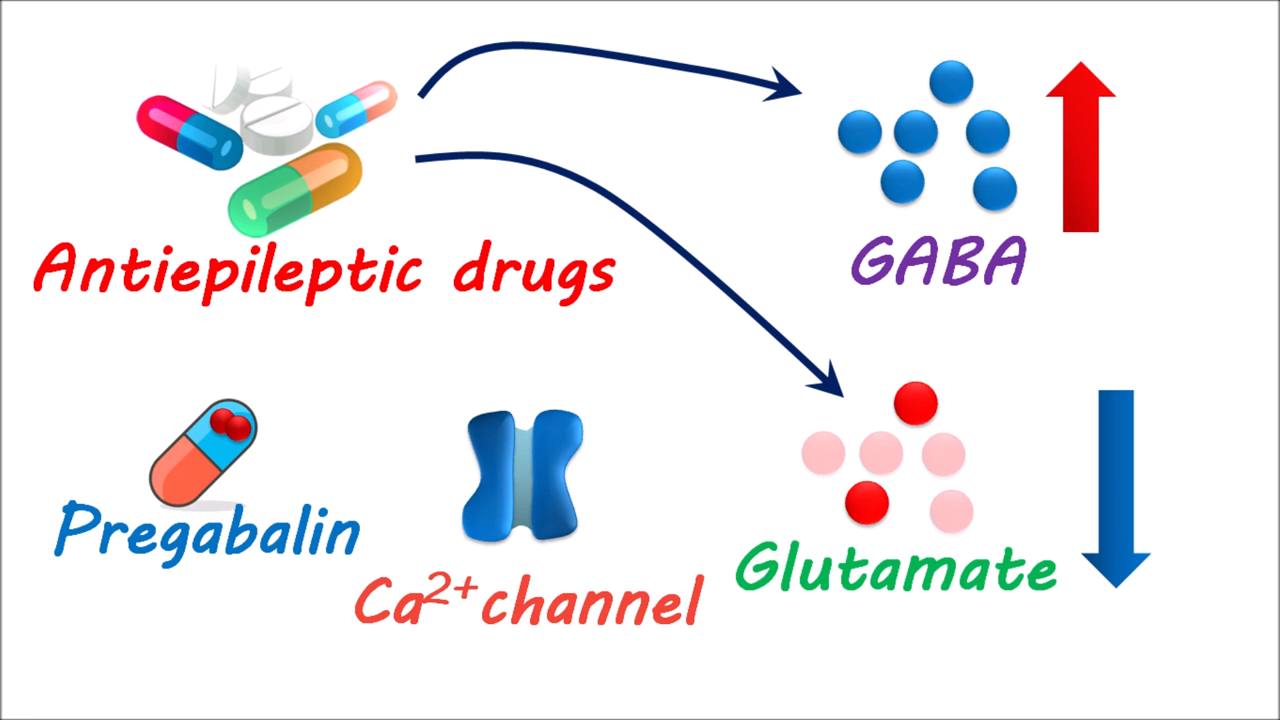 Antiepileptic drugs
GABA
Pregabalin
Ca²⁺ channel
Glutamate